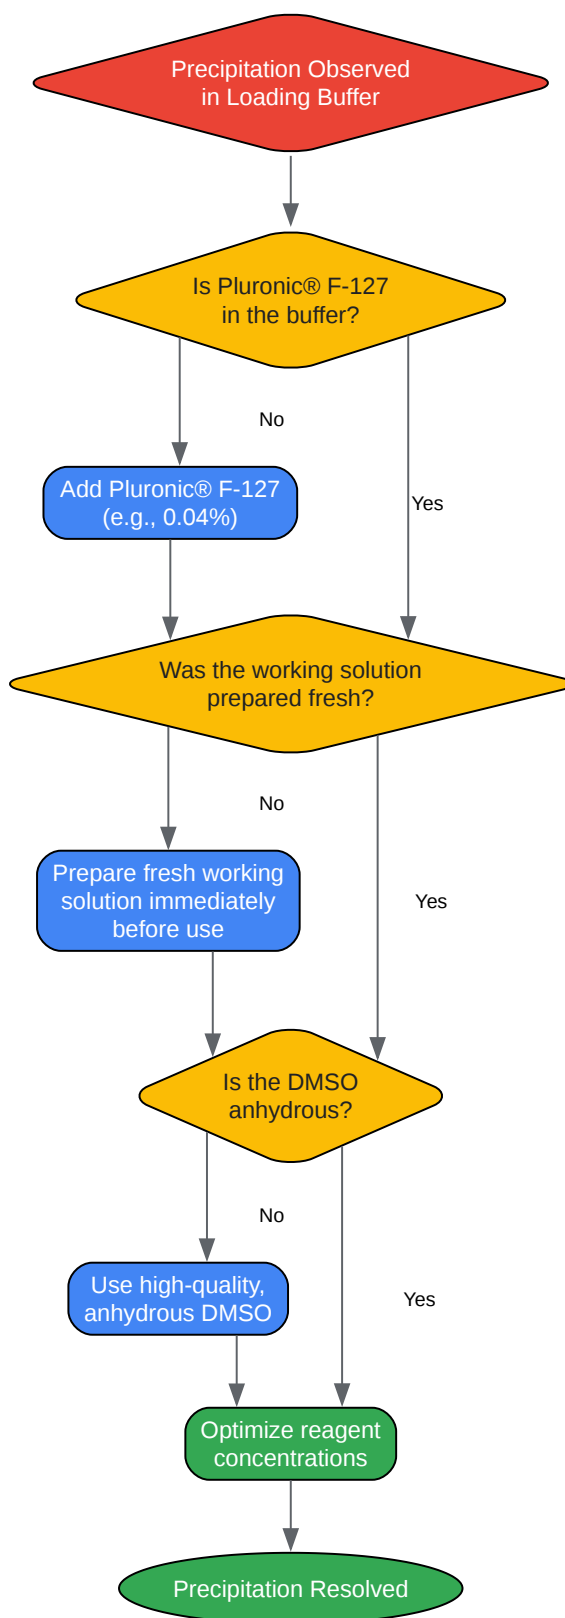 Precipitation Observed
in Loading Buffer
Is Pluronic® F-127
in the buffer?
No
Add Pluronic® F-127
(e.g., 0.04%)
Yes
Was the working solution
prepared fresh?
No
Prepare fresh working
solution immediately
before use
Yes
Is the DMSO
anhydrous?
No
Use high-quality,
anhydrous DMSO
Yes
Optimize reagent
concentrations
Precipitation Resolved